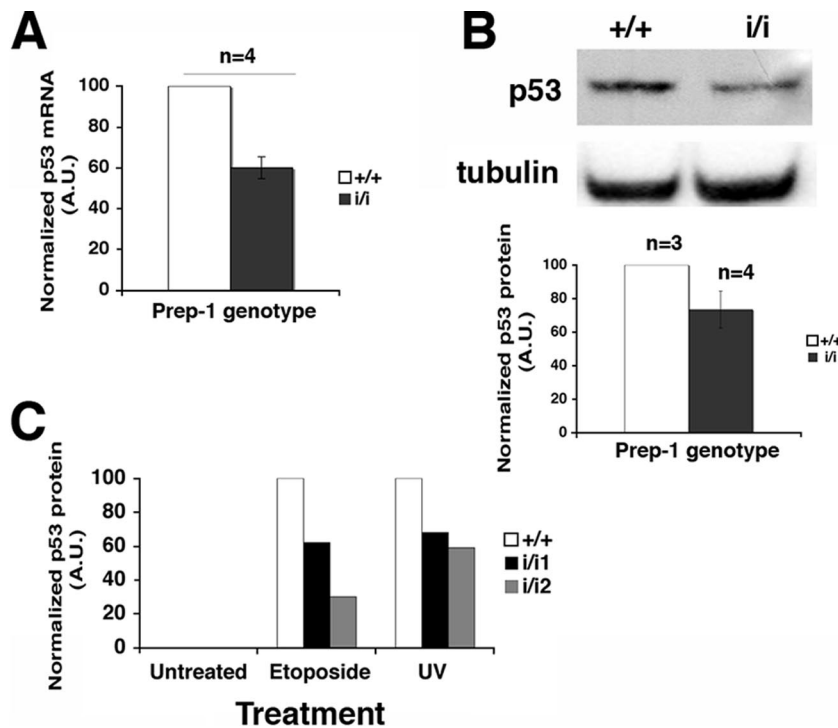 A
n=4
Normalized p53 mRNA
(A.U.)
100
80
60
40
20
0
+/+
i/i
Prep-1 genotype
B
+/+ i/i
p53
tubulin
n=3
n=4
Normalized p53 protein
(A.U.)
100
80
60
40
20
0
+/+
i/i
Prep-1 genotype
C
Normalized p53 protein
(A.U.)
100
80
60
40
20
0
+/+
i/i1
i/i2
Untreated Etoposide UV
Treatment